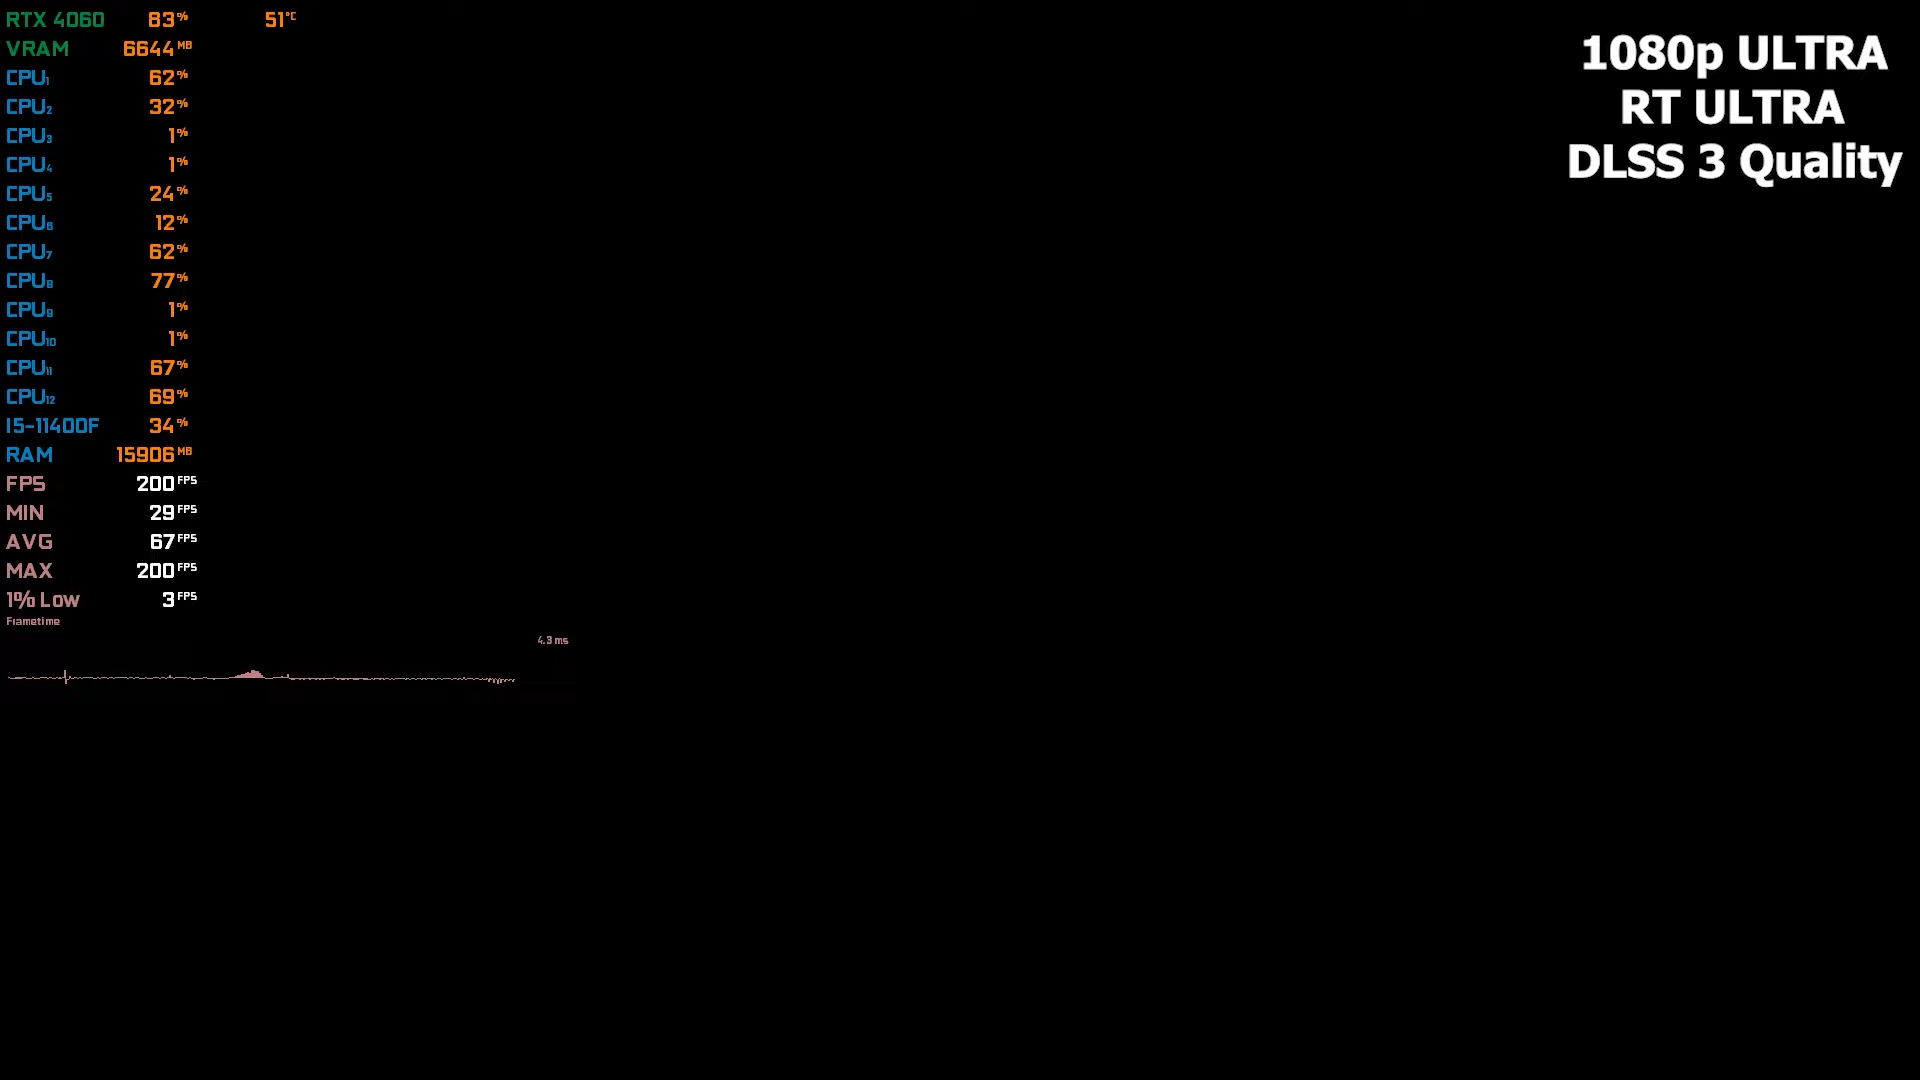 RTX 4060 83% 51°C
VRAM 6644 MB
CPU1 62%
CPU2 32%
CPU3 1%
CPU4 1%
CPU5 24%
CPU6 12%
CPU7 62%
CPU8 77%
CPU9 1%
CPU10 1%
CPU11 67%
CPU12 69%
I5-11400F 34%
RAM 15906 MB
FPS 200 FPS
MIN 29 FPS
AVG 67 FPS
MAX 200 FPS
1% Low 3 FPS
Frametime
4.3 ms
1080p ULTRA
RT ULTRA
DLSS 3 Quality